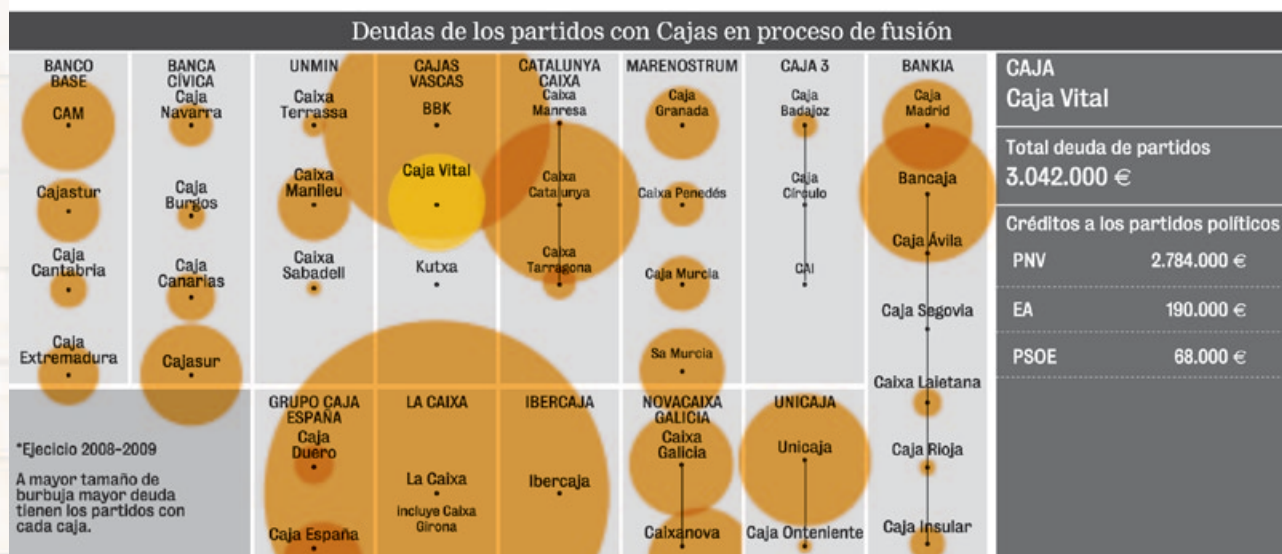 Deudas de los partidos con Cajas en proceso de fusión
BANCO
BASE
CAM
Cajastur
Caja
Cantabria
Caja
Extremadura
BANCA
CÍVICA
Caja
Navarra
Caja
Burgos
Caja
Canarias
Cajasur
UNMIN
Caixa
Terrassa
Caixa
Manileu
Caixa
Sabadell
CAJAS
VASCAS
BBK
Caja Vital
Kutxa
CATALUNYA
CAIXA
Caixa
Manresa
Caixa
Catalunya
Caixa
Tarragona
MARENOSTRUM
Caja
Granada
Caixa Penedés
Caja Murcia
Sa Murcia
CAJA 3
Caja
Badajoz
Caja
Círculo
CAI
BANKIA
Caja
Madrid
Bancaja
Caja Ávila
Caja Segovia
Caixa Laietana
Caja Rioja
Caja Insular
*Ejecicio 2008-2009
A mayor tamaño de
burbuja mayor deuda
tienen los partidos con
cada caja.
GRUPO CAJA
ESPAÑA
Caja
Duero
Caja España
LA CAIXA
La Caixa
incluye Caixa
Girona
IBERCAJA
Ibercaja
NOVACAIXA
GALICIA
Caixa
Galicia
Caixanova
UNICAJA
Unicaja
Caja Onteniente
CAJA
Caja Vital
Total deuda de partidos
3.042.000 €
Créditos a los partidos políticos
PNV 2.784.000 €
EA 190.000 €
PSOE 68.000 €